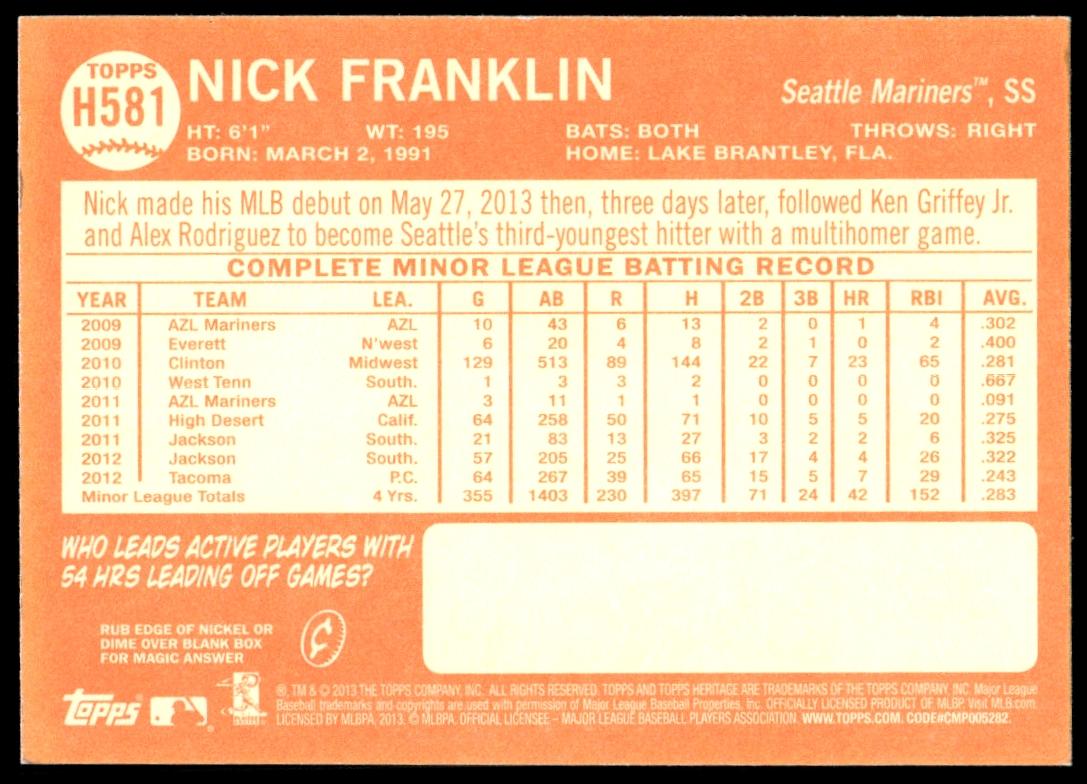 TOPPS
H581
NICK FRANKLIN
Seattle Mariners™, SS
HT: 6'1" WT: 195 BATS: BOTH THROWS: RIGHT
BORN: MARCH 2, 1991 HOME: LAKE BRANTLEY, FLA.
Nick made his MLB debut on May 27, 2013 then, three days later, followed Ken Griffey Jr.
and Alex Rodriguez to become Seattle's third-youngest hitter with a multihomer game.
COMPLETE MINOR LEAGUE BATTING RECORD
YEAR TEAM LEA. G AB R H 2B 3B HR RBI AVG.
2009 AZL Mariners AZL 10 43 6 13 2 0 1 4 .302
2009 Everett N'west 6 20 4 8 2 1 0 2 .400
2010 Clinton Midwest 129 513 89 144 22 7 23 65 .281
2010 West Tenn South. 1 3 3 2 0 0 0 0 .667
2011 AZL Mariners AZL 3 11 1 1 0 0 0 0 .091
2011 High Desert Calif. 64 258 50 71 10 5 5 20 .275
2011 Jackson South. 21 83 13 27 3 2 2 6 .325
2012 Jackson South. 57 205 25 66 17 4 4 26 .322
2012 Tacoma P.C. 64 267 39 65 15 5 7 29 .243
Minor League Totals 4 Yrs. 355 1403 230 397 71 24 42 152 .283
WHO LEADS ACTIVE PLAYERS WITH
54 HRS LEADING OFF GAMES?
RUB EDGE OF NICKEL OR
DIME OVER BLANK BOX
FOR MAGIC ANSWER
¢
topps
®, TM & © 2013 THE TOPPS COMPANY, INC. ALL RIGHTS RESERVED. TOPPS AND TOPPS HERITAGE ARE TRADEMARKS OF THE TOPPS COMPANY, INC. Major League
Baseball trademarks and copyrights are used with permission of Major League Baseball Properties, Inc. OFFICIALLY LICENSED PRODUCT OF MLBP. Visit MLB.com
LICENSED BY MLBPA. 2013. © MLBPA. OFFICIAL LICENSEE – MAJOR LEAGUE BASEBALL PLAYERS ASSOCIATION. WWW.TOPPS.COM. CODE#CMP005282.